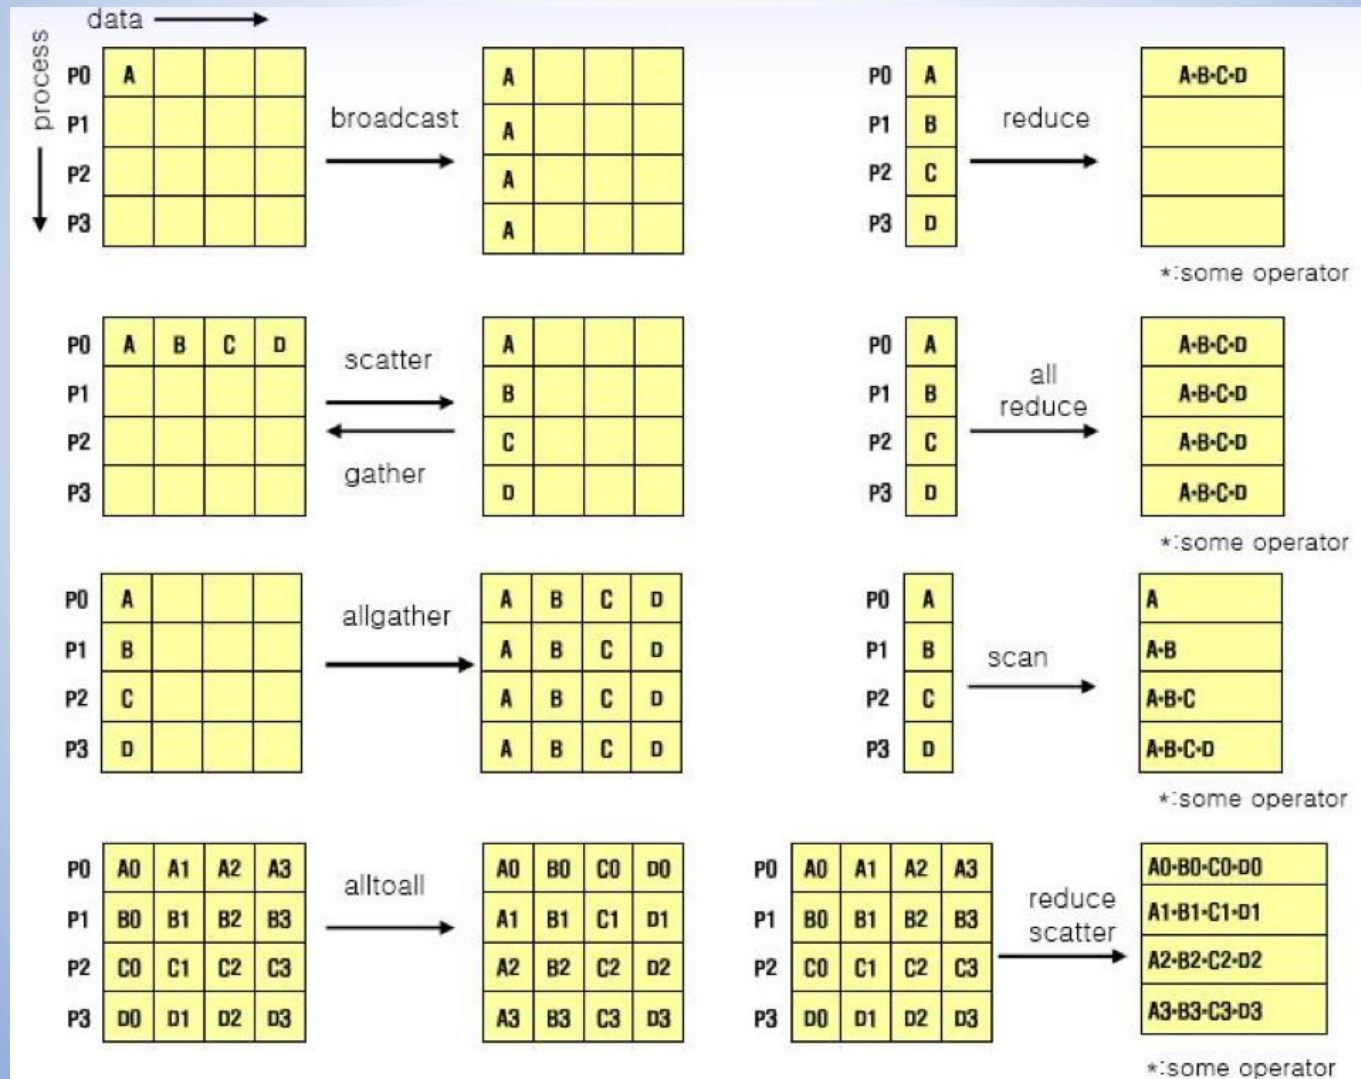 data
process
P0 A
P1
P2
P3
broadcast
A
A
A
A
P0 A
P1 B
P2 C
P3 D
reduce
A*B*C*D
*:some operator
P0 A B C D
P1
P2
P3
scatter
gather
A
B
C
D
P0 A
P1 B
P2 C
P3 D
all
reduce
A*B*C*D
A*B*C*D
A*B*C*D
A*B*C*D
*:some operator
P0 A
P1 B
P2 C
P3 D
allgather
A B C D
A B C D
A B C D
A B C D
P0 A
P1 B
P2 C
P3 D
scan
A
A*B
A*B*C
A*B*C*D
*:some operator
P0 A0 A1 A2 A3
P1 B0 B1 B2 B3
P2 C0 C1 C2 C3
P3 D0 D1 D2 D3
alltoall
A0 B0 C0 D0
A1 B1 C1 D1
A2 B2 C2 D2
A3 B3 C3 D3
P0 A0 A1 A2 A3
P1 B0 B1 B2 B3
P2 C0 C1 C2 C3
P3 D0 D1 D2 D3
reduce
scatter
A0*B0*C0*D0
A1*B1*C1*D1
A2*B2*C2*D2
A3*B3*C3*D3
*:some operator